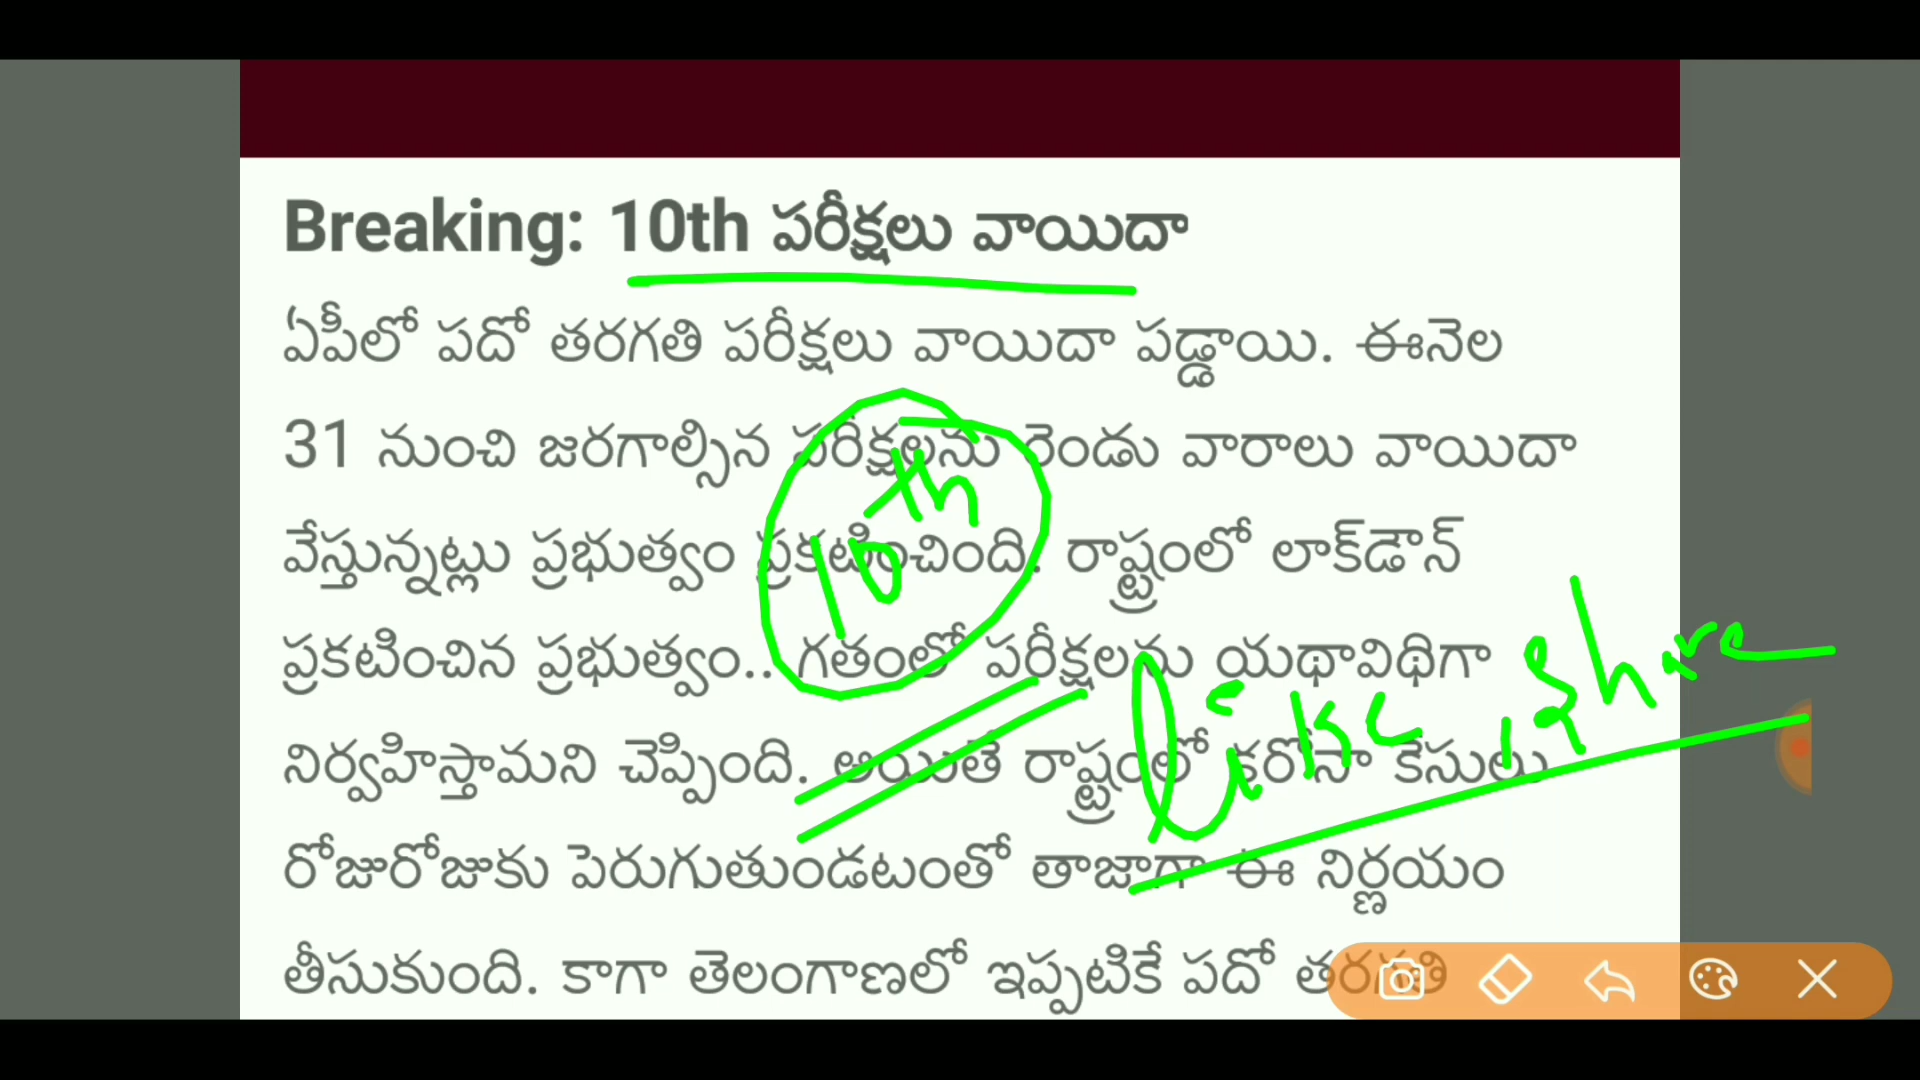 Breaking: 10th పరీక్షలు వాయిదా
ఏపీలో పదో తరగతి పరీక్షలు వాయిదా పడ్డాయి. ఈనెల
31 నుంచి జరగాల్సిన పరీక్షలను రెండు వారాలు వాయిదా
వేస్తున్నట్లు ప్రభుత్వం ప్రకటించింది. రాష్ట్రంలో లాక్‌డౌన్
ప్రకటించిన ప్రభుత్వం.. గతంలో పరీక్షలను యథావిథిగా
నిర్వహిస్తామని చెప్పింది. అయితే రాష్ట్రంలో కరోనా కేసులు
రోజురోజుకు పెరుగుతుండటంతో తాజాగా ఈ నిర్ణయం
తీసుకుంది. కాగా తెలంగాణలో ఇప్పటికే పదో తరగతి
10th
like, share